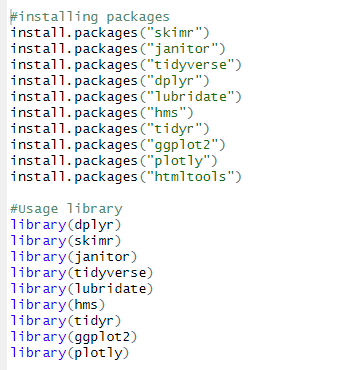 #installing packages
install.packages("skimr")
install.packages("janitor")
install.packages("tidyverse")
install.packages("dplyr")
install.packages("lubridate")
install.packages("hms")
install.packages("tidyr")
install.packages("ggplot2")
install.packages("plotly")
install.packages("htmltools")
#Usage library
library(dplyr)
library(skimr)
library(janitor)
library(tidyverse)
library(lubridate)
library(hms)
library(tidyr)
library(ggplot2)
library(plotly)